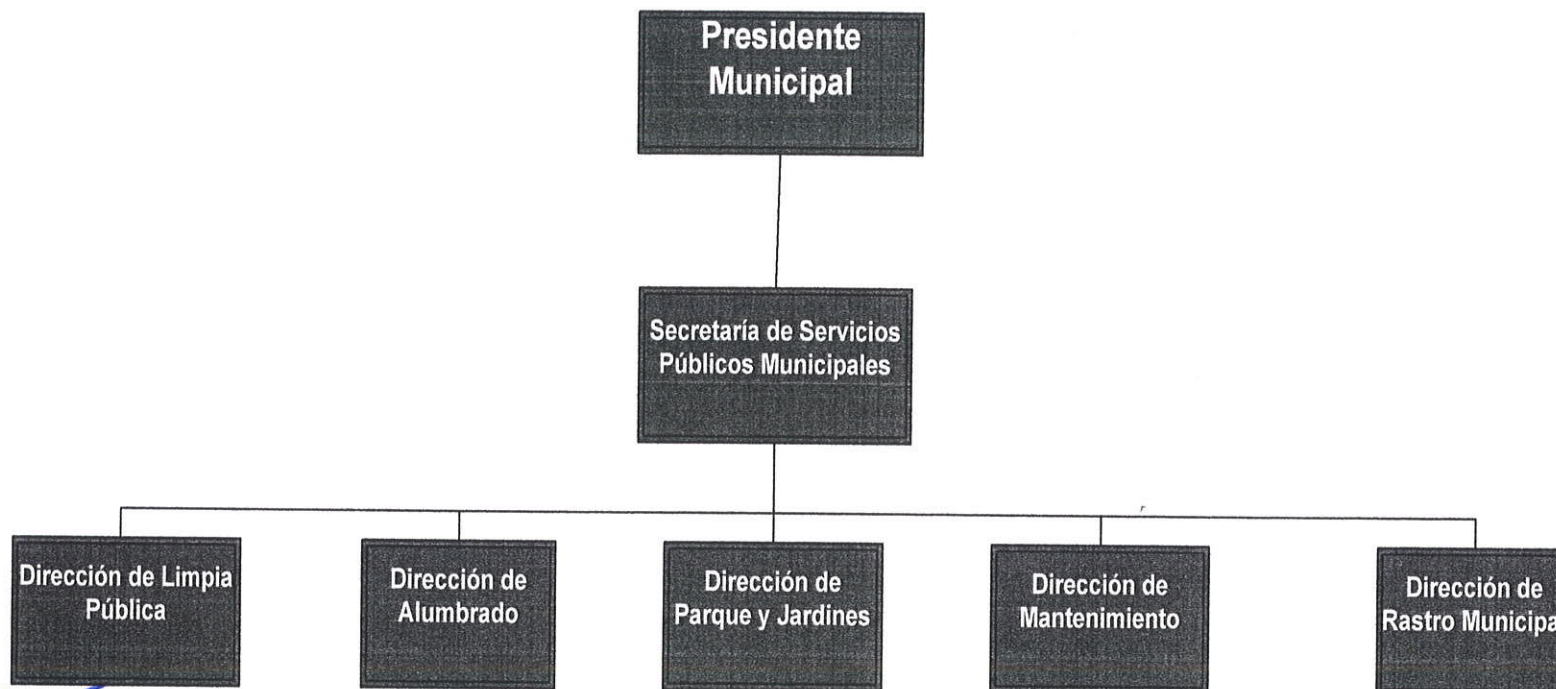 Presidente
Municipal
Secretaría de Servicios
Públicos Municipales
Dirección de Limpia
Pública
Dirección de
Alumbrado
Dirección de
Parque y Jardines
Dirección de
Mantenimiento
Dirección de
Rastro Municipa